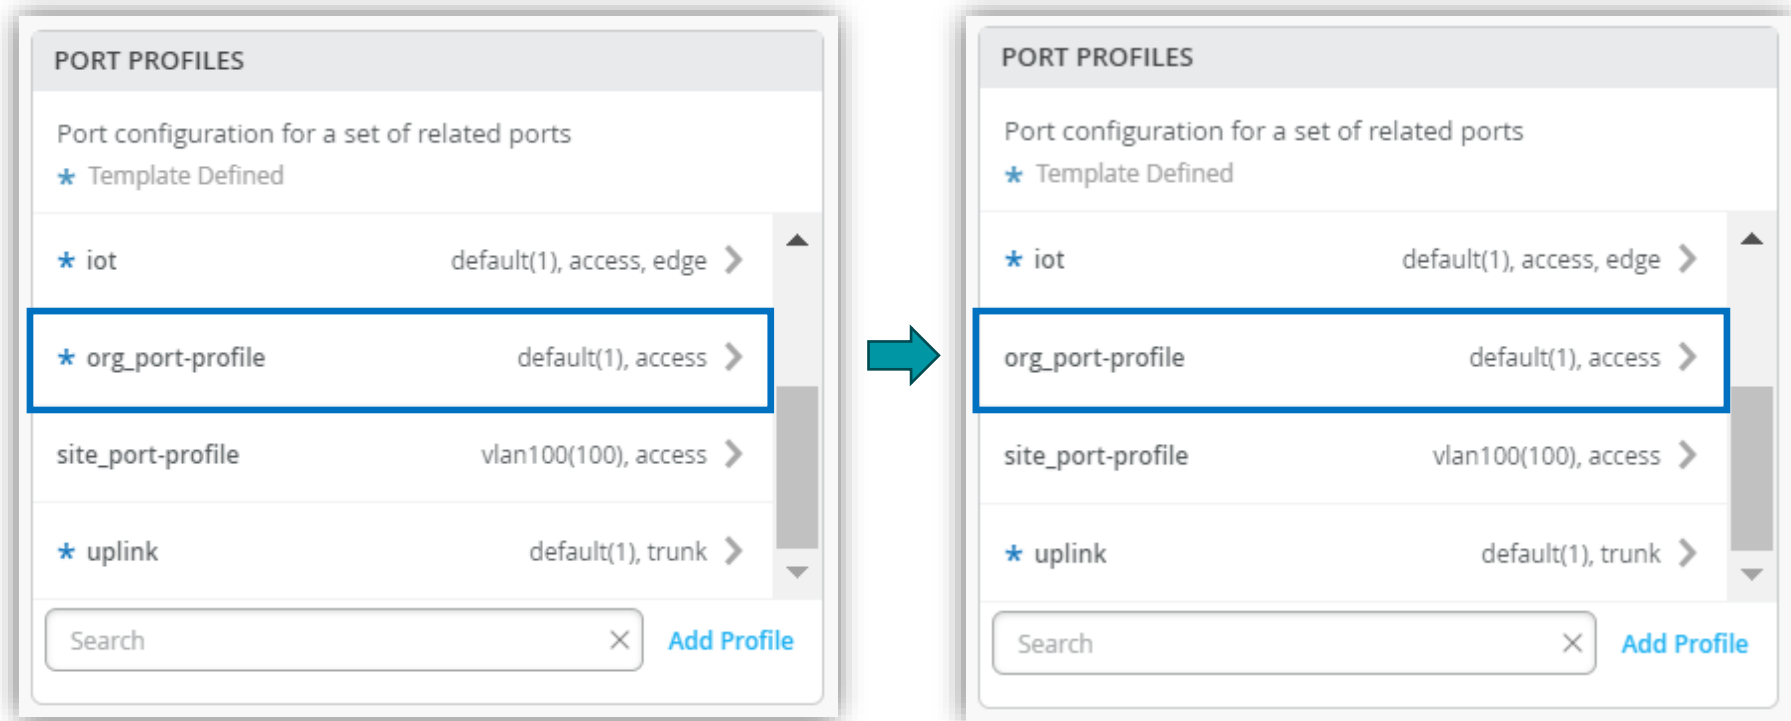 PORT PROFILES
Port configuration for a set of related ports
* Template Defined
* iot default(1), access, edge
* org_port-profile default(1), access
site_port-profile vlan100(100), access
* uplink default(1), trunk
Search Add Profile
PORT PROFILES
Port configuration for a set of related ports
* Template Defined
* iot default(1), access, edge
org_port-profile default(1), access
site_port-profile vlan100(100), access
* uplink default(1), trunk
Search Add Profile